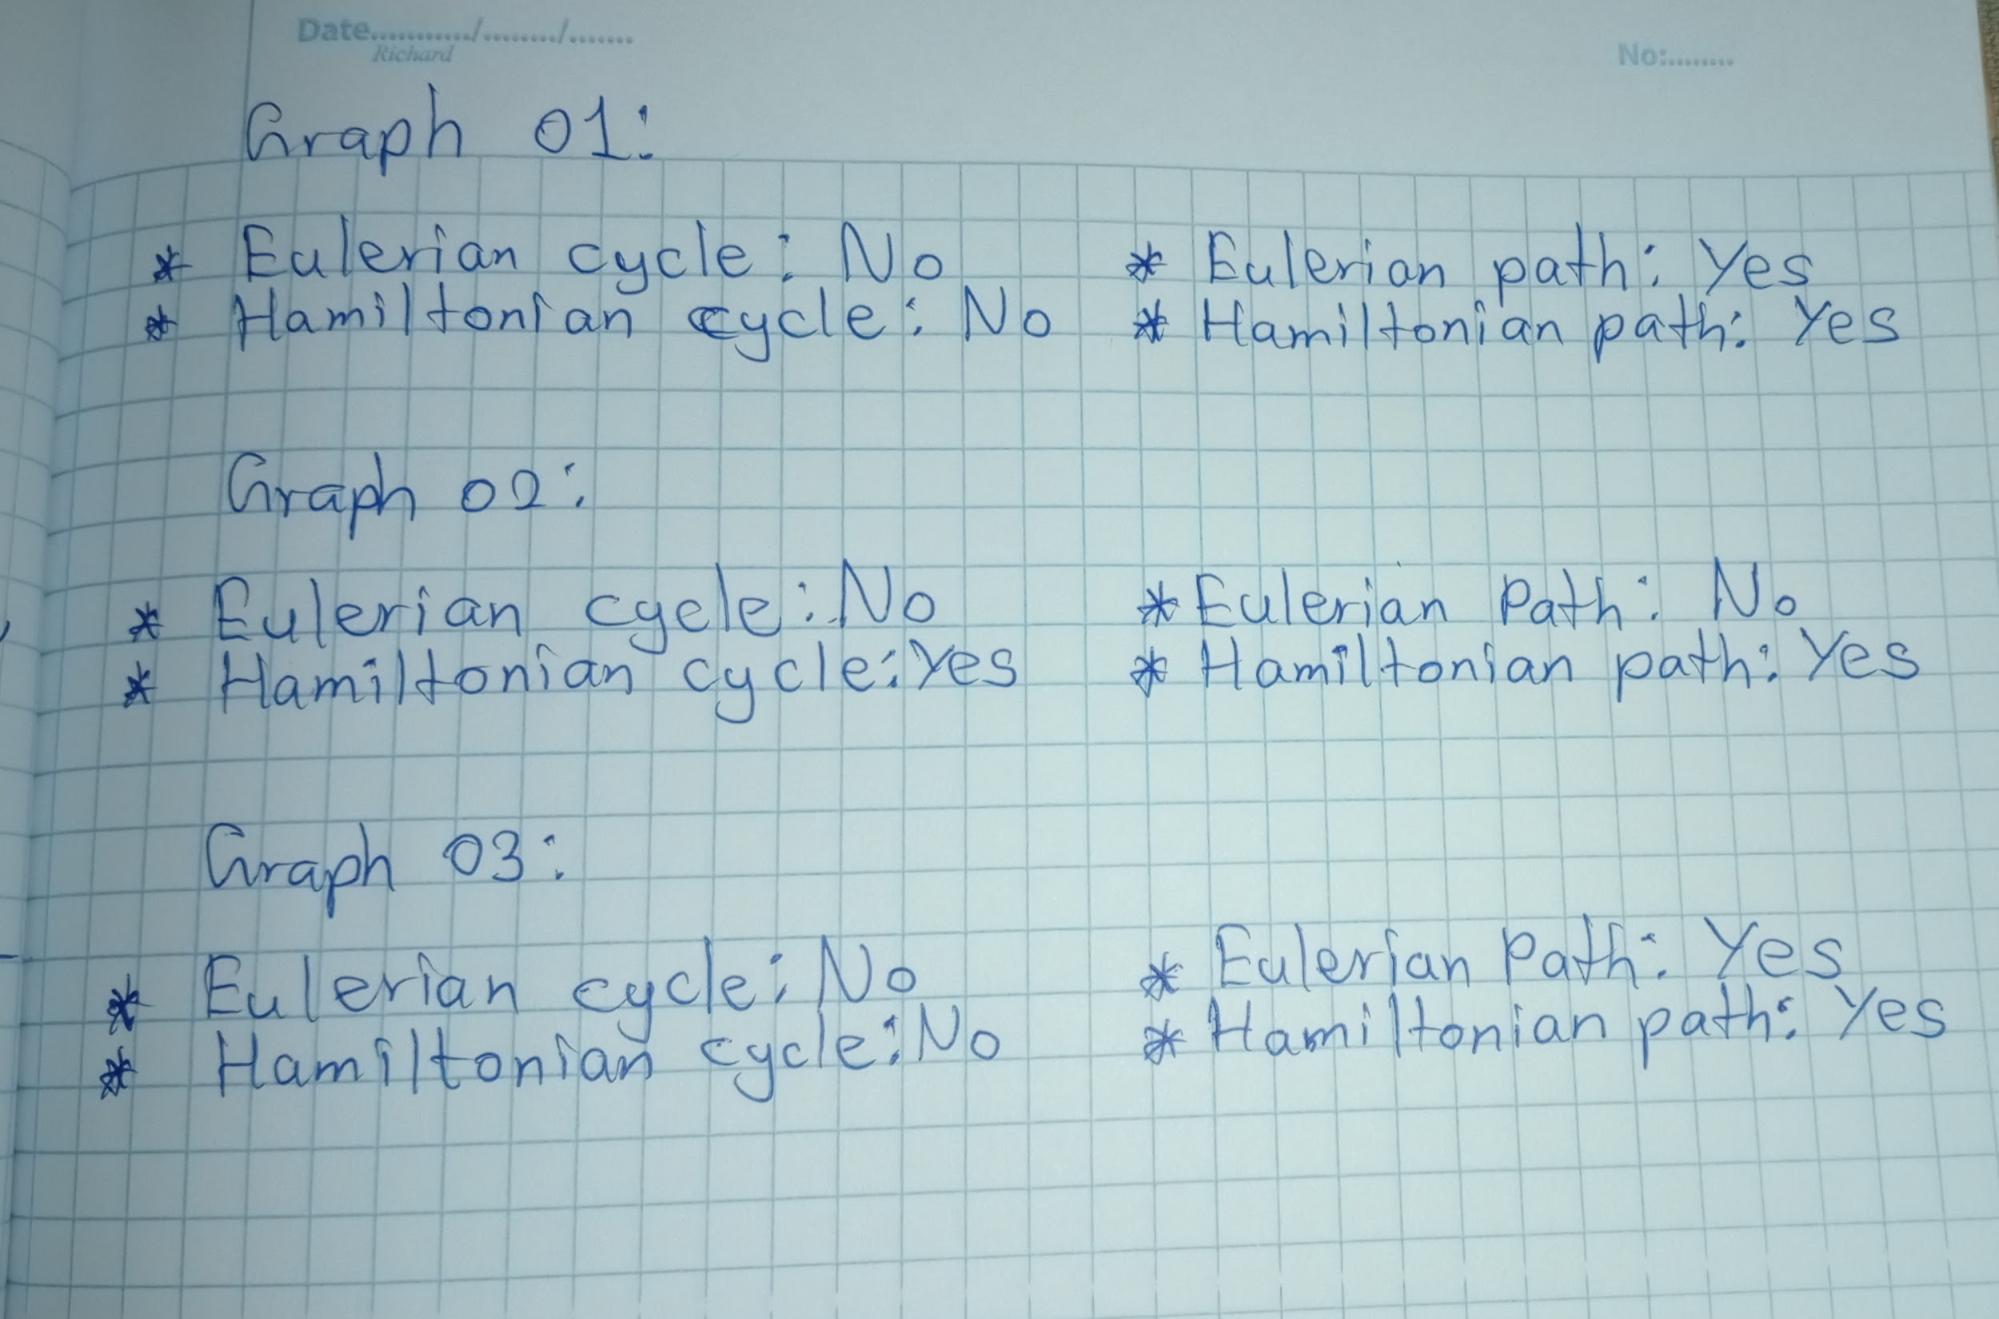 Date.........../......../.......
Richard
No:........
Graph 01:
* Eulerian cycle: No * Eulerian path: Yes
* Hamiltonian cycle: No * Hamiltonian path: Yes
Graph 02:
* Eulerian cycle: No * Eulerian Path: No
* Hamiltonian cycle: Yes * Hamiltonian path: Yes
Graph 03:
* Eulerian cycle: No * Eulerian Path: Yes
* Hamiltonian cycle: No * Hamiltonian path: Yes